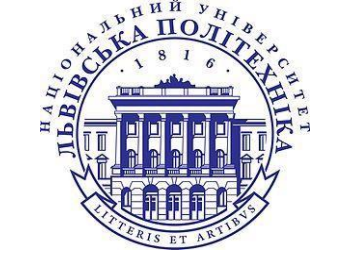 НАЦІОНАЛЬНИЙ УНІВЕРСИТЕТ
ЛЬВІВСЬКА ПОЛІТЕХНІКА
· 1816 ·
LITTERIS ET ARTIBVS